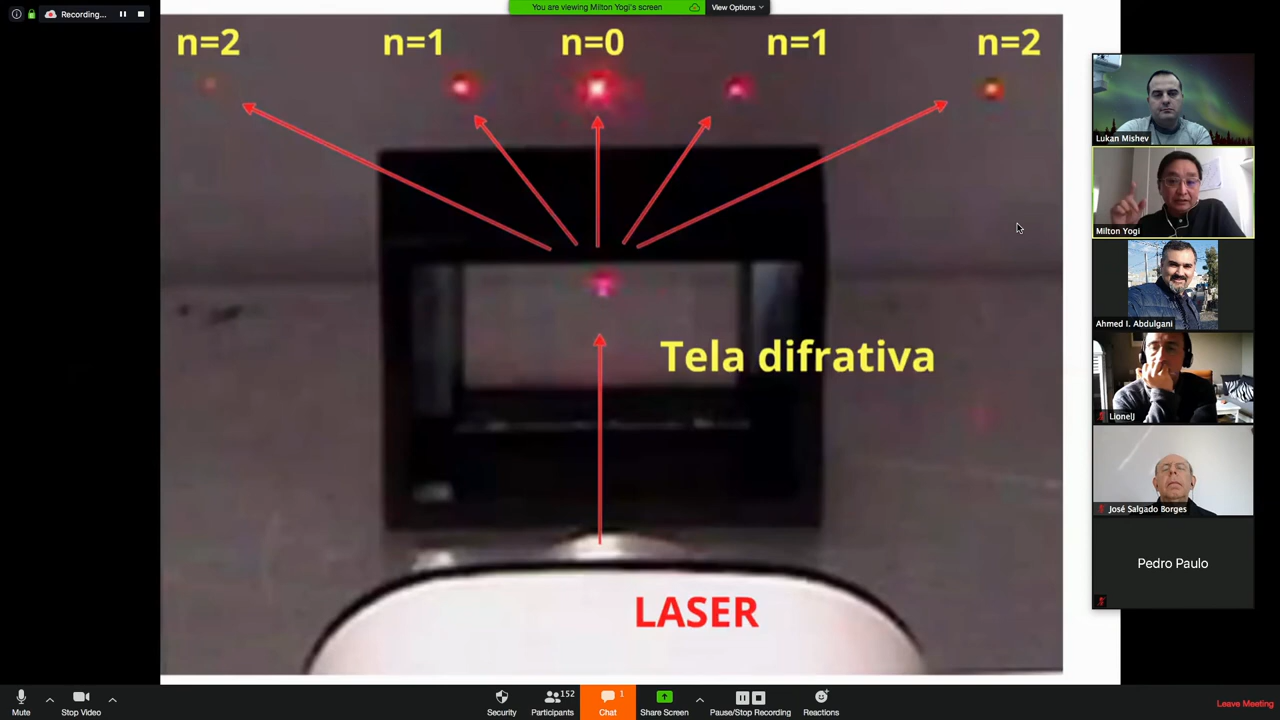 Recording...
You are viewing Milton Yogi's screen
View Options
n=2
n=1
n=0
n=1
n=2
Tela difrativa
LASER
Lukan Mishev
Milton Yogi
Ahmed I. Abdulgani
LionelJ
José Salgado Borges
Pedro Paulo
Mute
Stop Video
Security
Participants
152
Chat
1
Share Screen
Pause/Stop Recording
Reactions
Leave Meeting